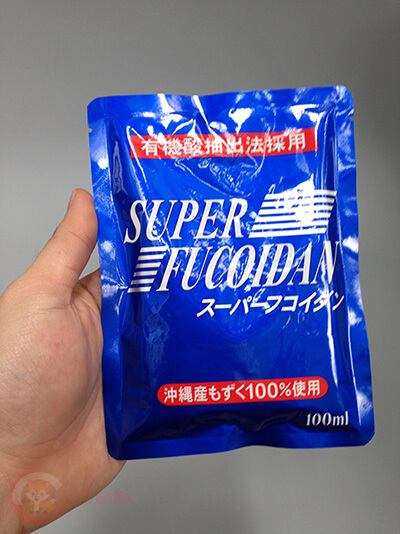 有機酸抽出法採用
SUPER
FUCOIDAN
スーパーフコイダン
沖縄産もずく100%使用
100ml